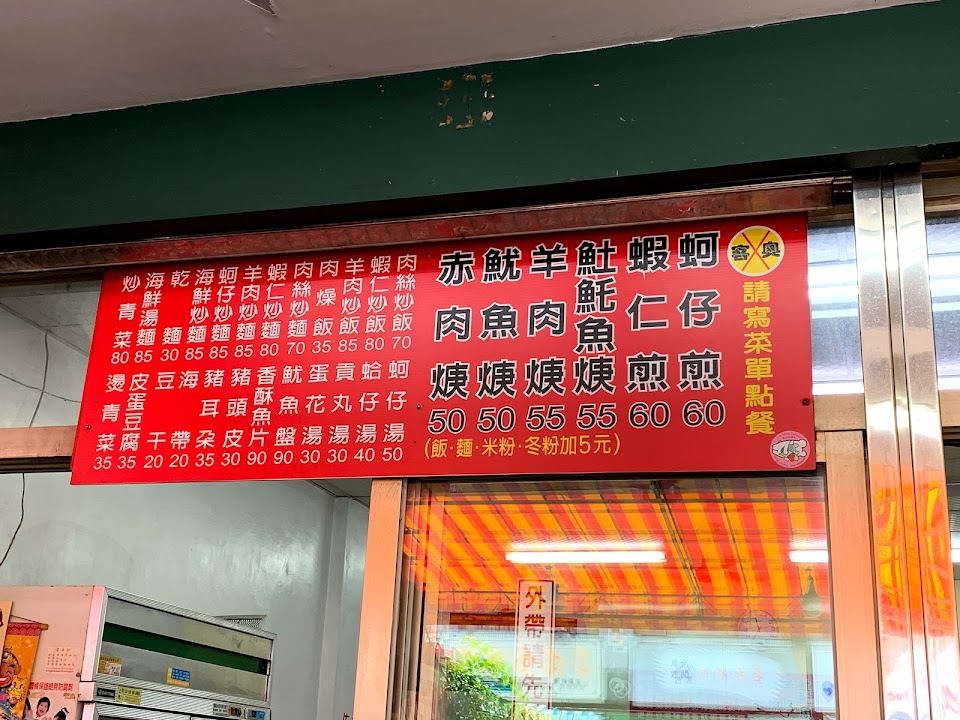 奧客
請寫菜單點餐
蚵仔煎 60
蝦仁煎 60
𩵚魠魚焿 55
羊肉焿 55
魷魚焿 50
赤肉焿 50
(飯·麵·米粉·冬粉加5元)
肉絲炒飯 70
蝦仁炒飯 80
羊肉炒飯 85
肉燥飯 35
肉絲炒麵 70
蝦仁炒麵 80
羊肉炒麵 85
蚵仔炒麵 85
海鮮炒麵 85
乾麵 30
海鮮湯麵 85
炒青菜 80
蚵仔湯 50
蛤仔湯 40
貢丸湯 30
蛋花湯 30
魷魚盤 90
香酥魚片 90
豬頭皮 30
豬耳朵 35
海帶 20
豆干 20
皮蛋豆腐 35
燙青菜 35
外帶請先